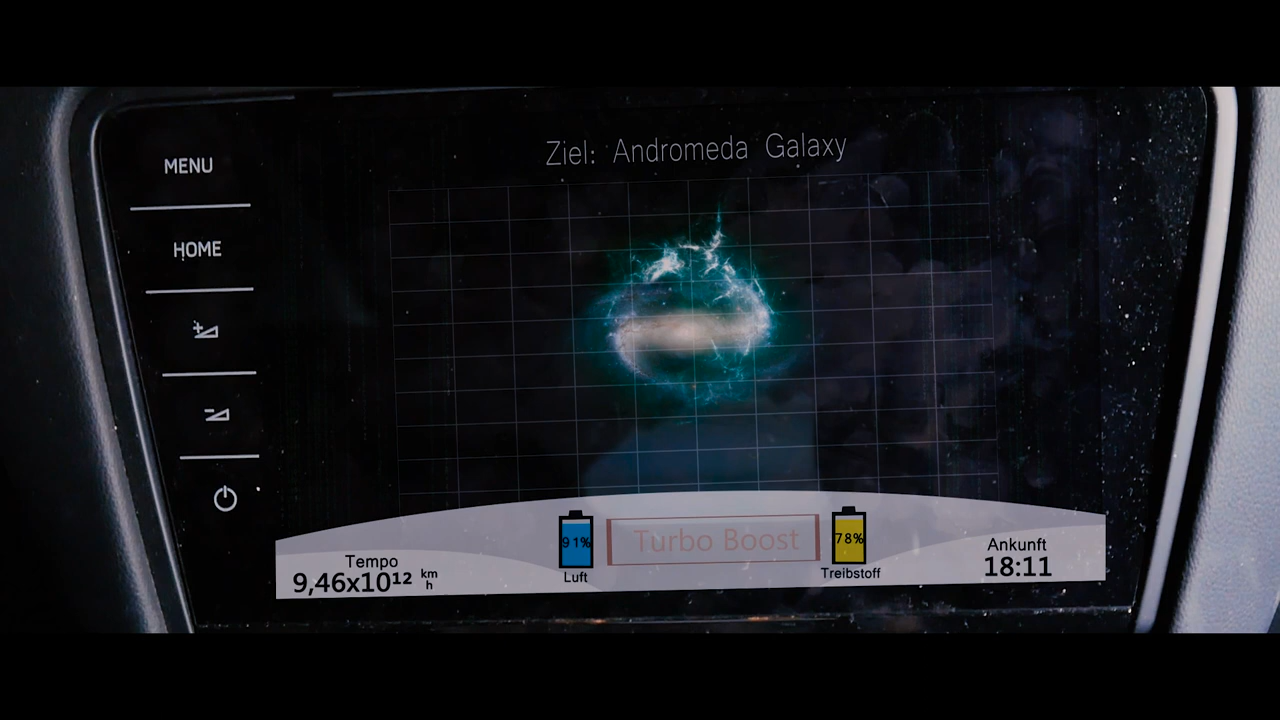 Ziel: Andromeda Galaxy
MENU
HOME
91%
Luft
Turbo Boost
78%
Treibstoff
Tempo
9,46x10¹² km/h
Ankunft
18:11